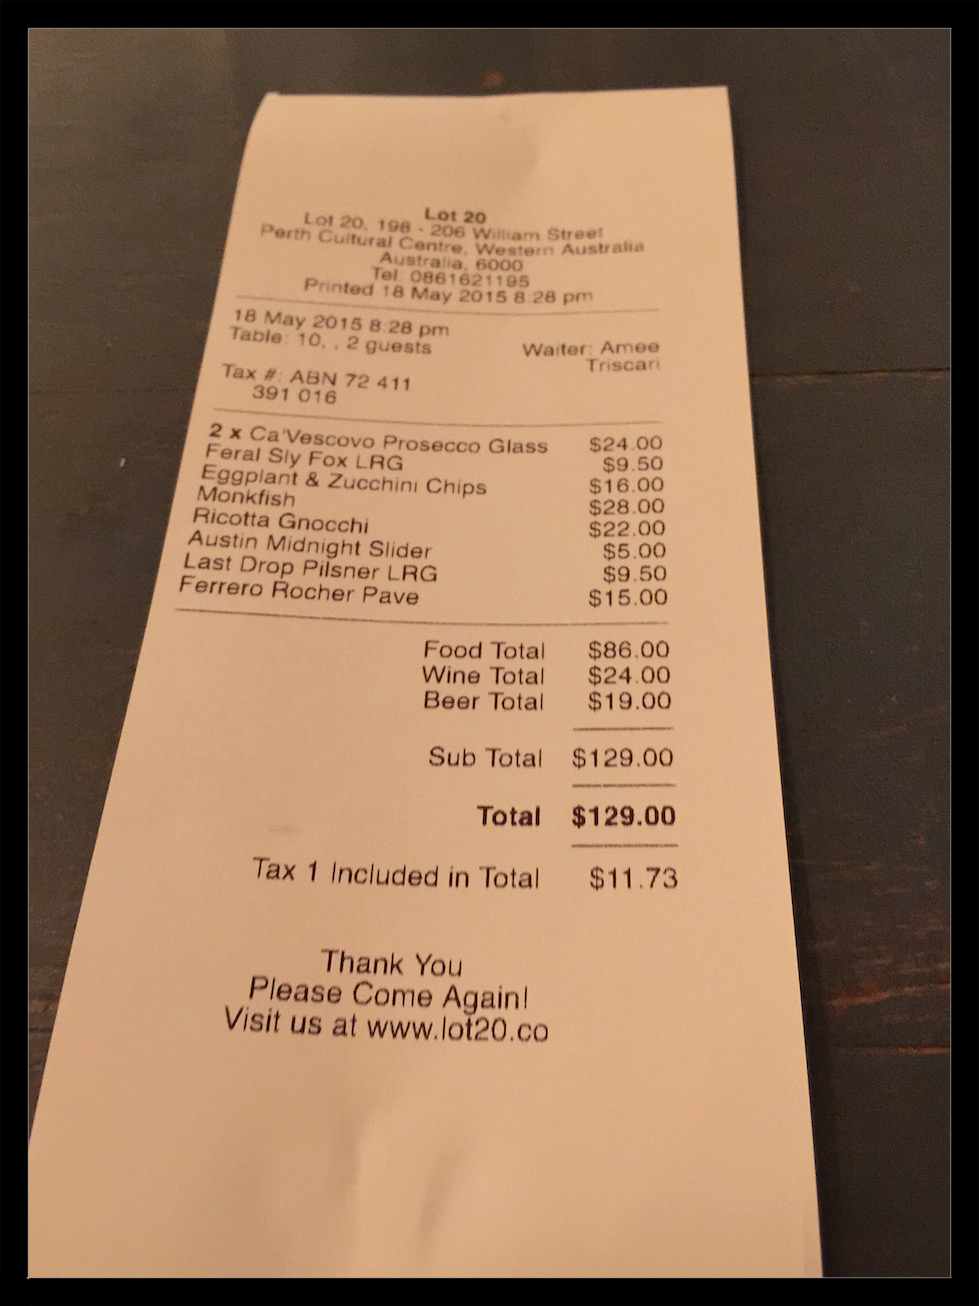 Lot 20
Lot 20, 198 - 206 William Street
Perth Cultural Centre, Western Australia
Australia, 6000
Tel: 0861621195
Printed 18 May 2015 8:28 pm
18 May 2015 8:28 pm
Table: 10, , 2 guests
Waiter: Amee
Triscari
Tax #: ABN 72 411
391 016
2 x Ca'Vescovo Prosecco Glass $24.00
Feral Sly Fox LRG $9.50
Eggplant & Zucchini Chips $16.00
Monkfish $28.00
Ricotta Gnocchi $22.00
Austin Midnight Slider $5.00
Last Drop Pilsner LRG $9.50
Ferrero Rocher Pave $15.00
Food Total $86.00
Wine Total $24.00
Beer Total $19.00
Sub Total $129.00
Total $129.00
Tax 1 Included in Total $11.73
Thank You
Please Come Again!
Visit us at www.lot20.co